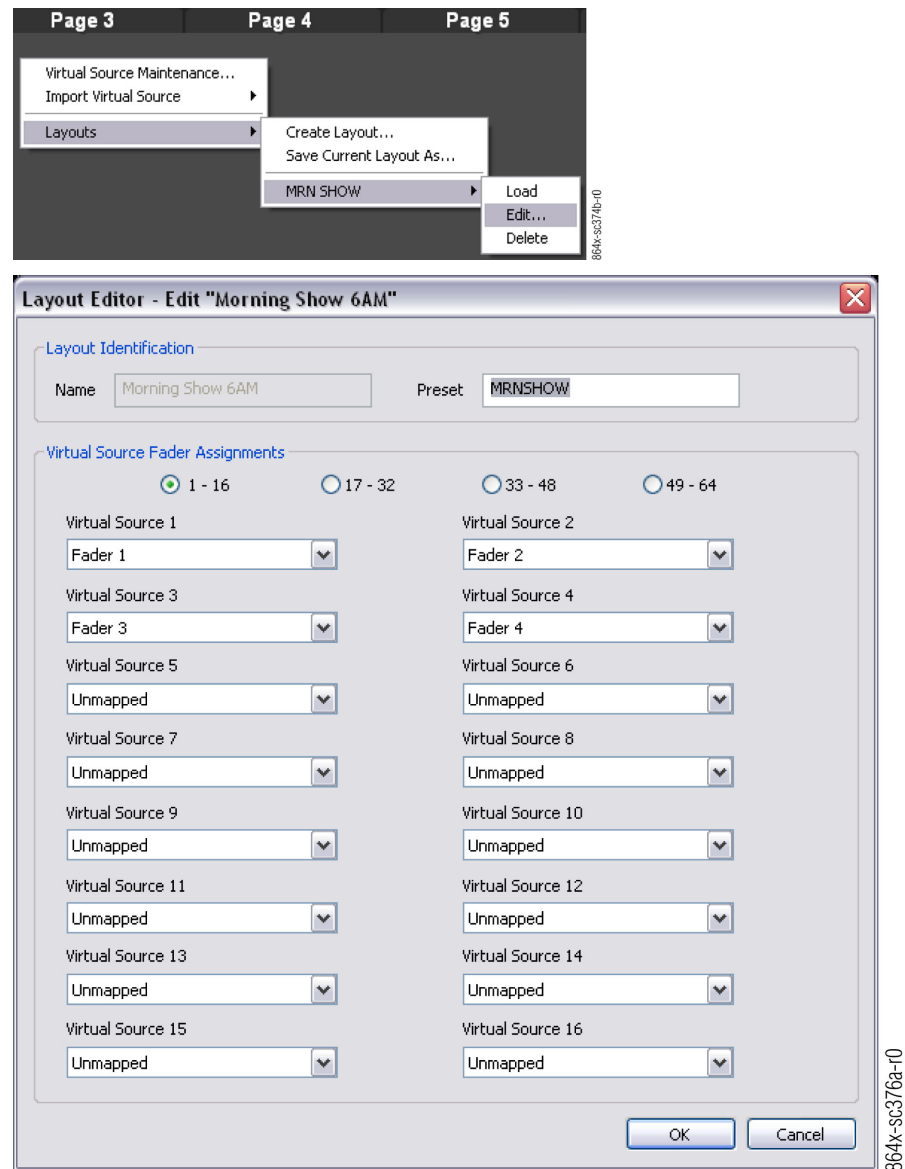 Page 3 Page 4 Page 5
Virtual Source Maintenance...
Import Virtual Source
Layouts
Create Layout...
Save Current Layout As...
MRN SHOW
Load
Edit...
Delete
864x-sc374b-r0
Layout Editor - Edit "Morning Show 6AM"
Layout Identification
Name Morning Show 6AM Preset MRNSHOW
Virtual Source Fader Assignments
1 - 16 17 - 32 33 - 48 49 - 64
Virtual Source 1 Virtual Source 2
Fader 1 Fader 2
Virtual Source 3 Virtual Source 4
Fader 3 Fader 4
Virtual Source 5 Virtual Source 6
Unmapped Unmapped
Virtual Source 7 Virtual Source 8
Unmapped Unmapped
Virtual Source 9 Virtual Source 10
Unmapped Unmapped
Virtual Source 11 Virtual Source 12
Unmapped Unmapped
Virtual Source 13 Virtual Source 14
Unmapped Unmapped
Virtual Source 15 Virtual Source 16
Unmapped Unmapped
OK Cancel
864x-sc376a-r0